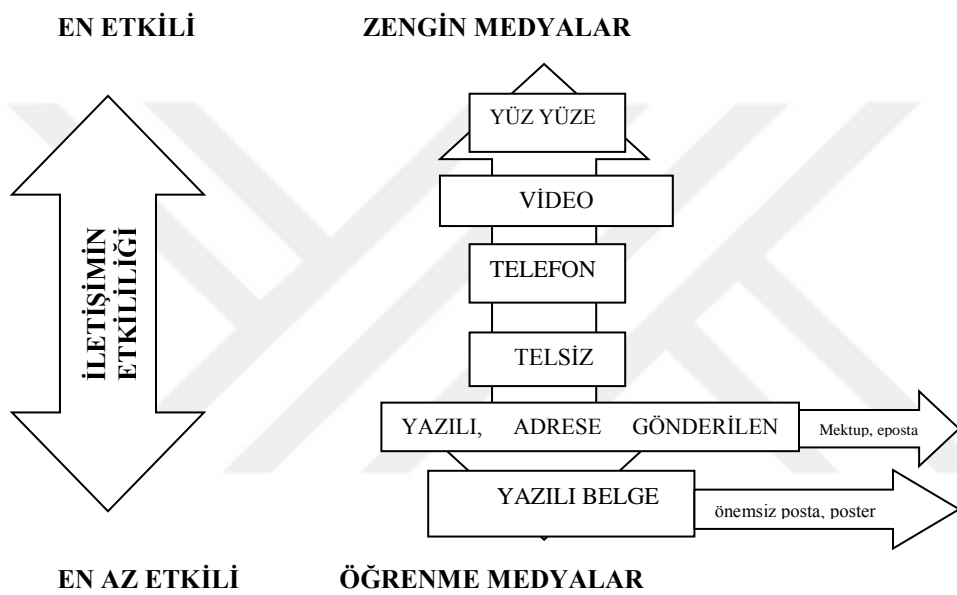 EN ETKİLİ
ZENGİN MEDYALAR
YÜZ YÜZE
VİDEO
TELEFON
TELSİZ
YAZILI, ADRESE GÖNDERİLEN
Mektup, eposta
YAZILI BELGE
önemsiz posta, poster
İLETİŞİMİN
ETKİLİLİĞİ
EN AZ ETKİLİ
ÖĞRENME MEDYALAR